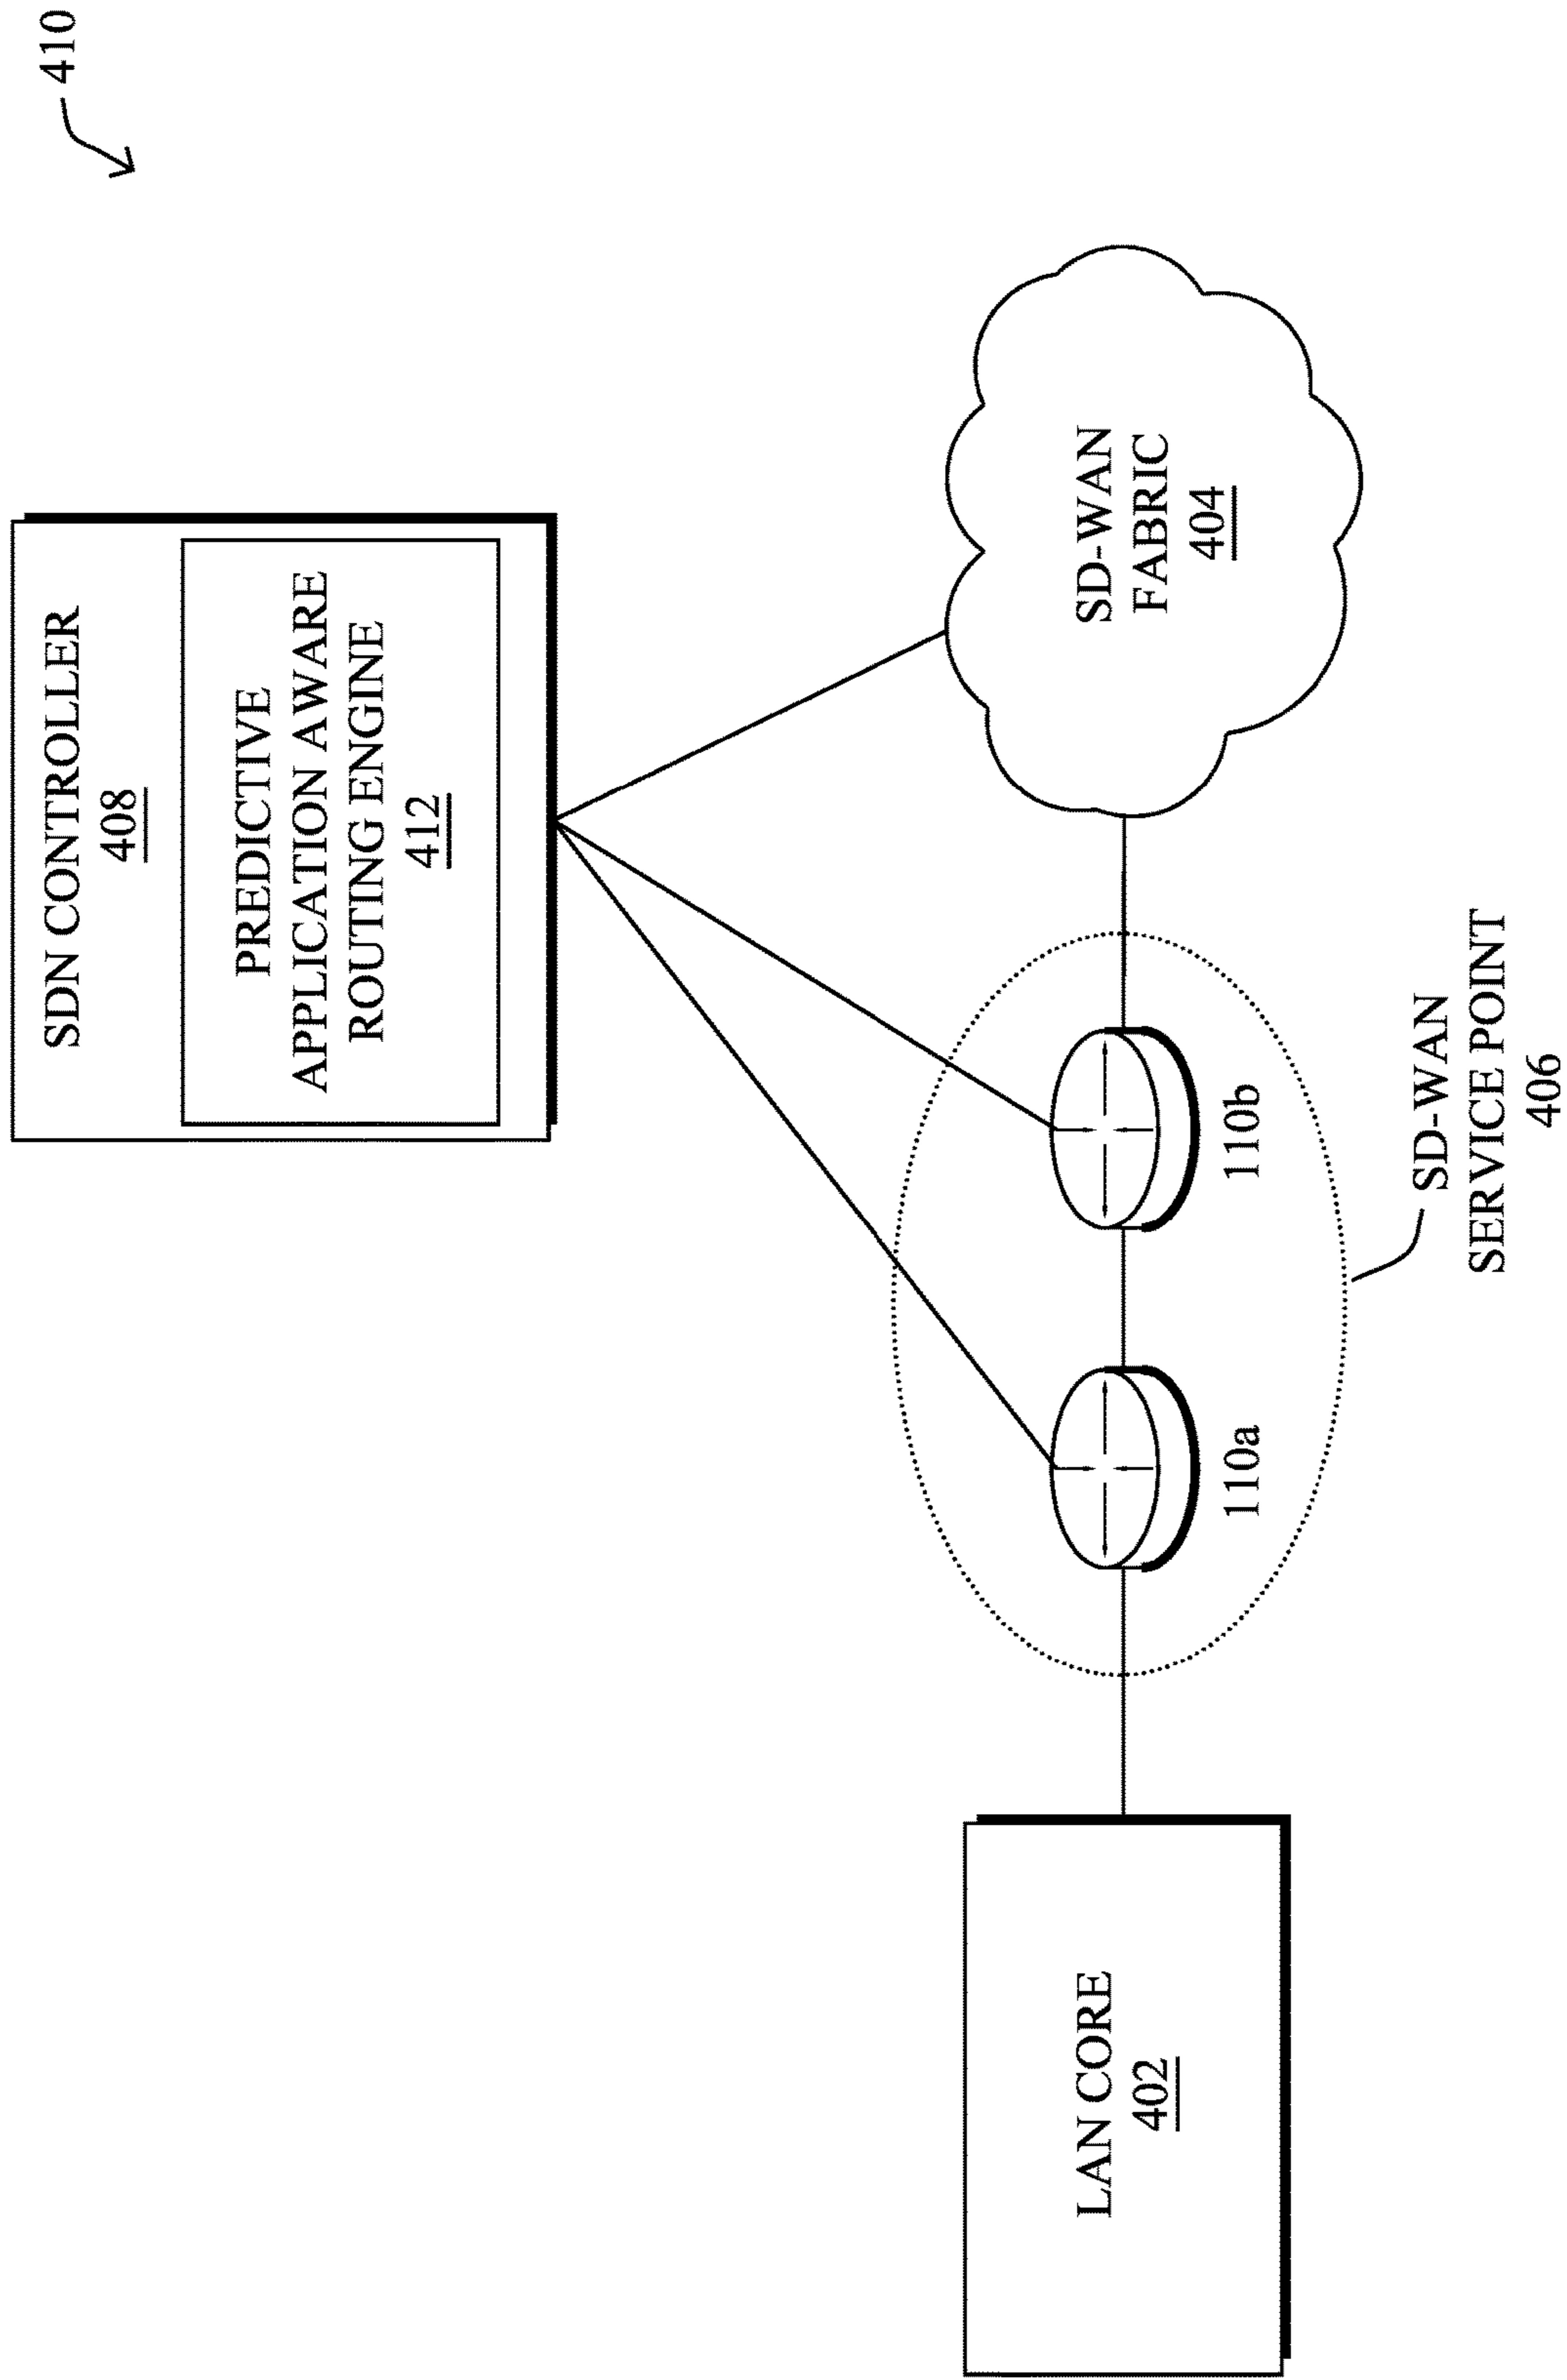 410
SDN CONTROLLER
408
PREDICTIVE
APPLICATION AWARE
ROUTING ENGINE
412
LAN CORE
402
110a
110b
SD-WAN
FABRIC
404
SD-WAN
SERVICE POINT
406